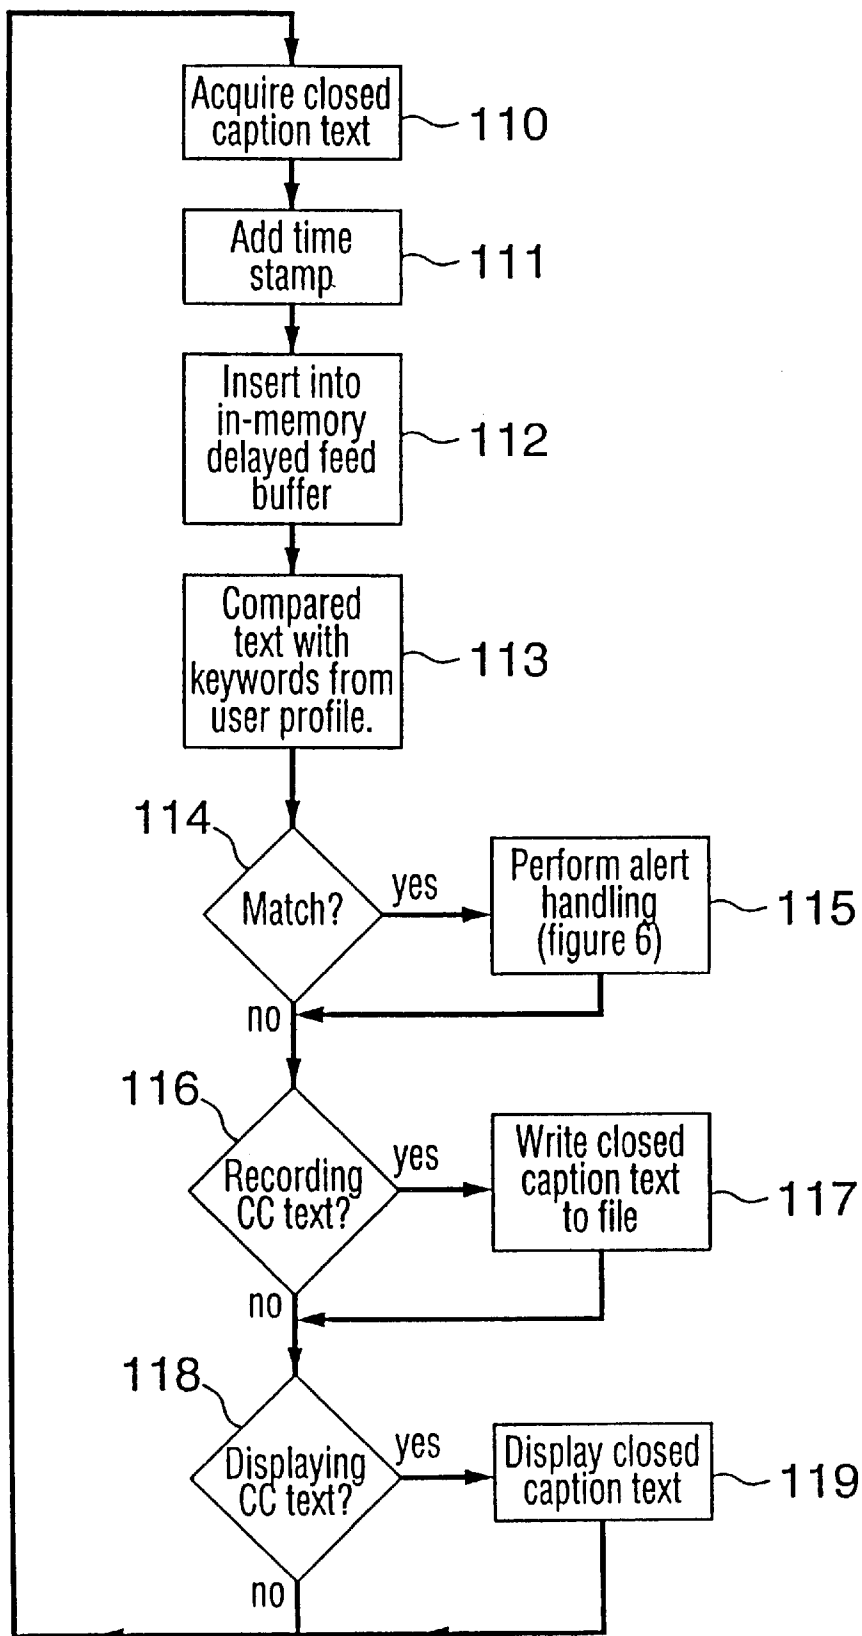 Acquire closed
caption text
110
Add time
stamp
111
Insert into
in-memory
delayed feed
buffer
112
Compared
text with
keywords from
user profile.
113
114
Match?
yes
Perform alert
handling
(figure 6)
115
no
116
Recording
CC text?
yes
Write closed
caption text
to file
117
no
118
Displaying
CC text?
yes
Display closed
caption text
119
no